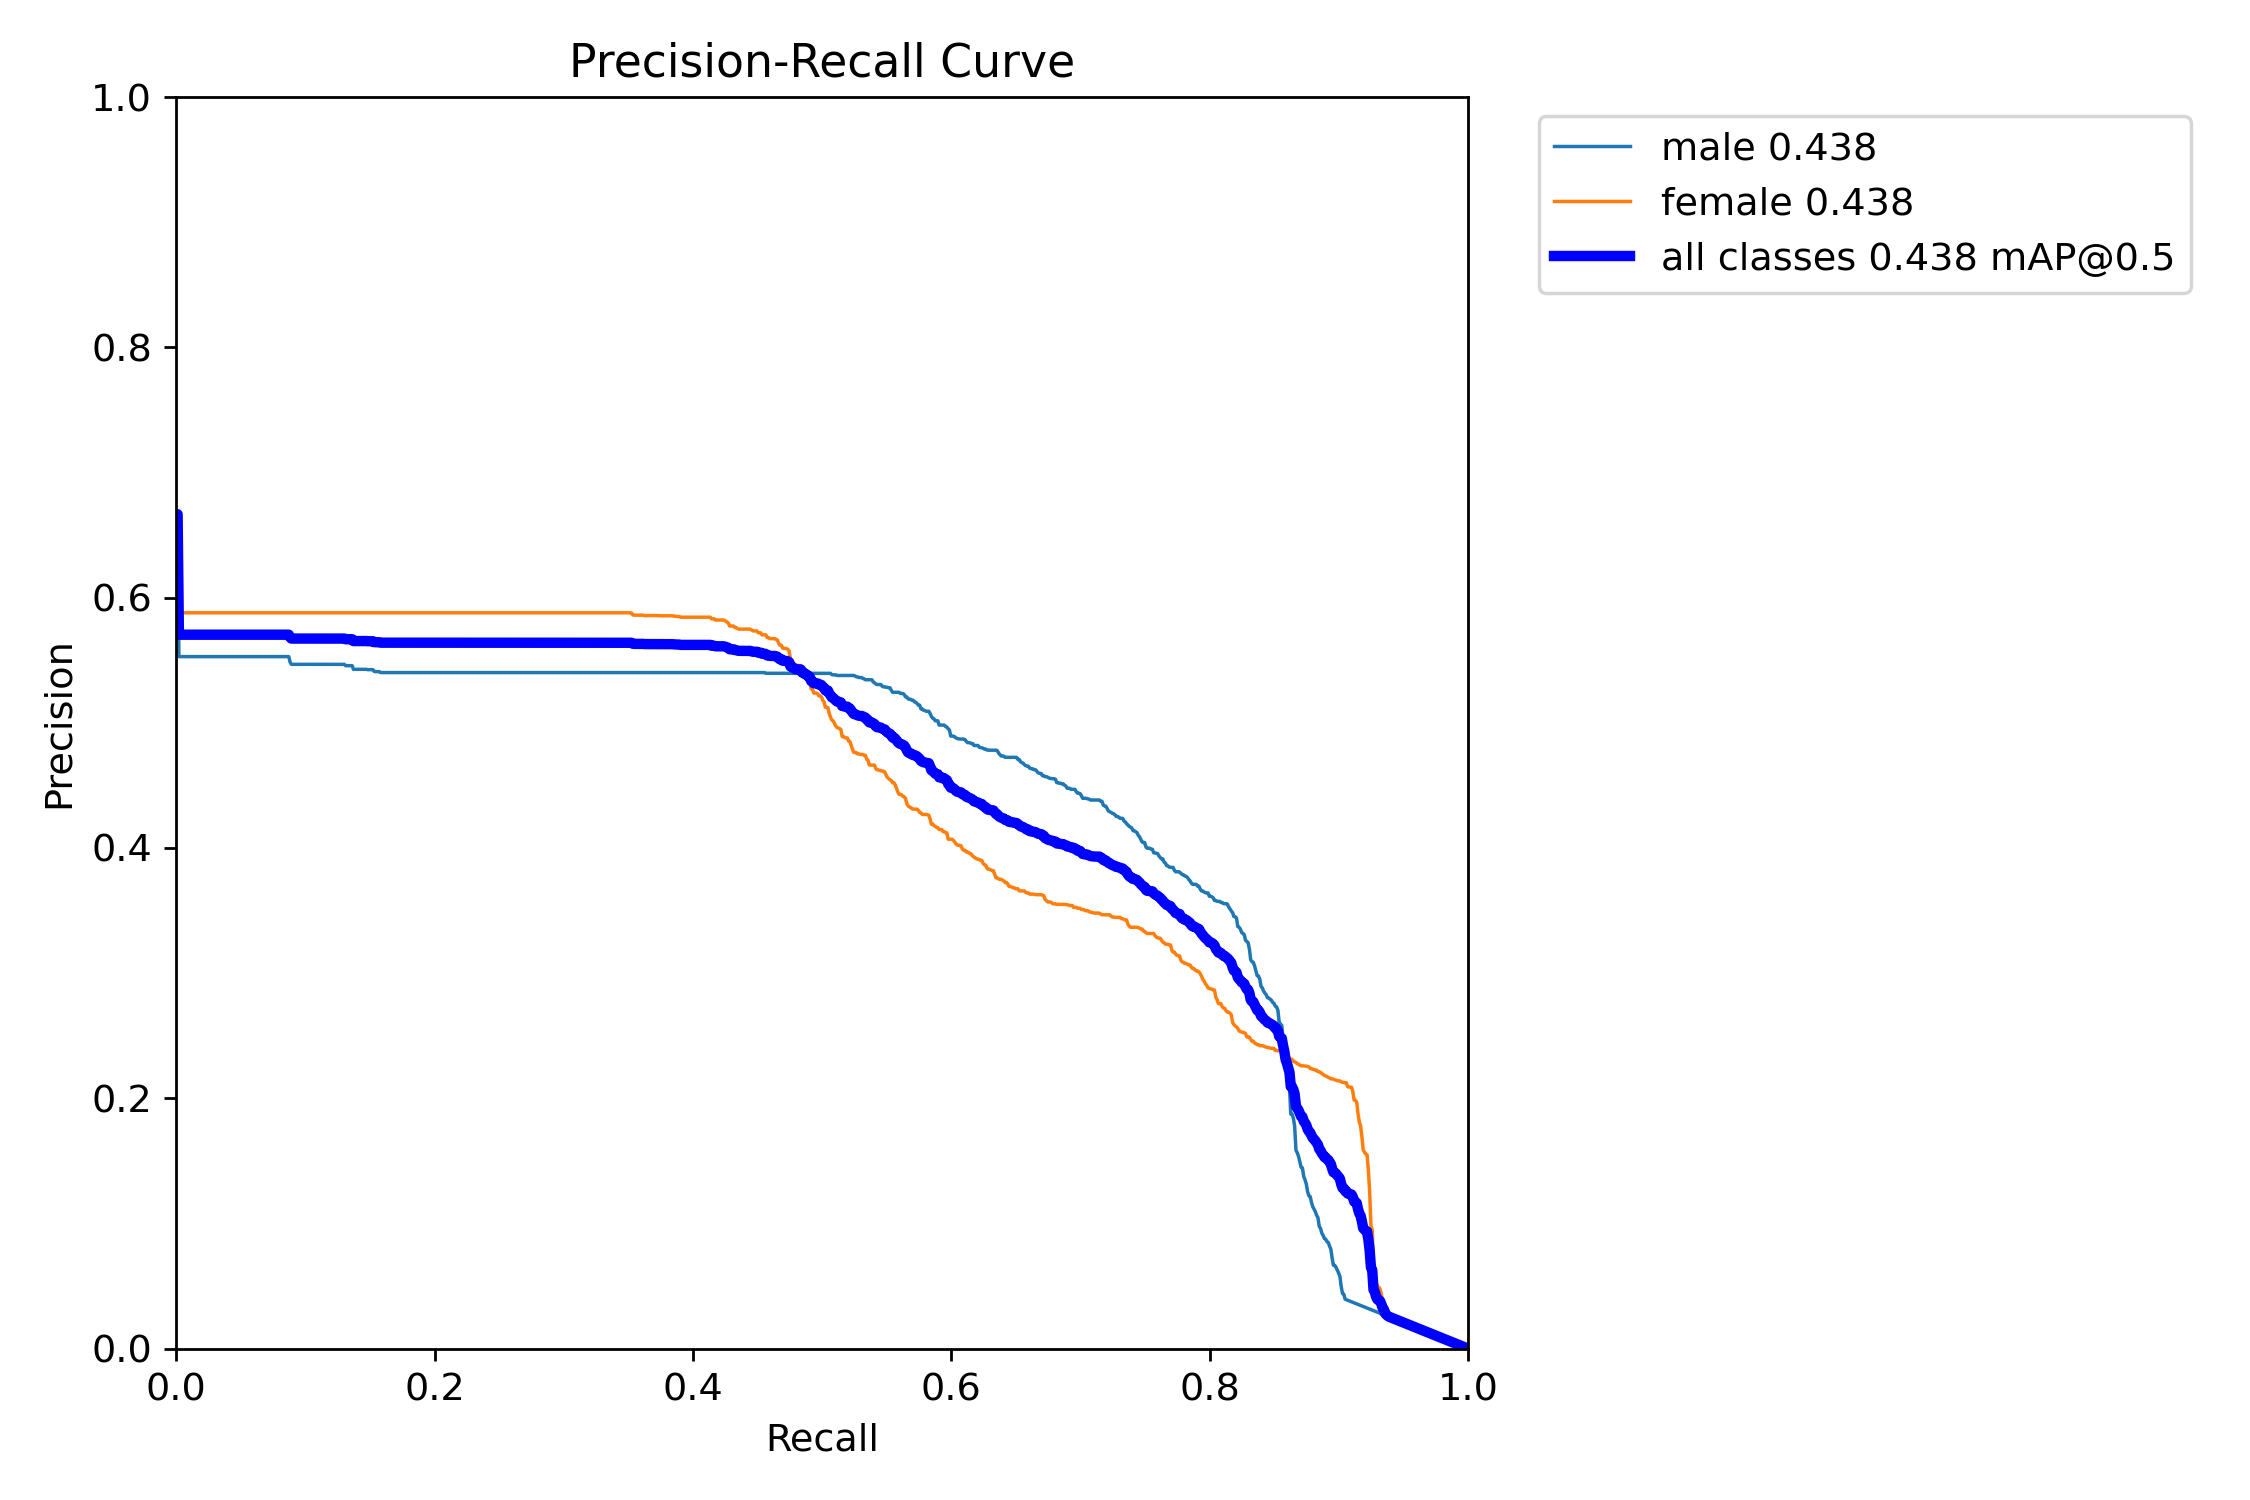 Precision-Recall Curve
male 0.438
female 0.438
all classes 0.438 mAP@0.5
Precision
1.0
0.8
0.6
0.4
0.2
0.0
0.0 0.2 0.4 0.6 0.8 1.0
Recall